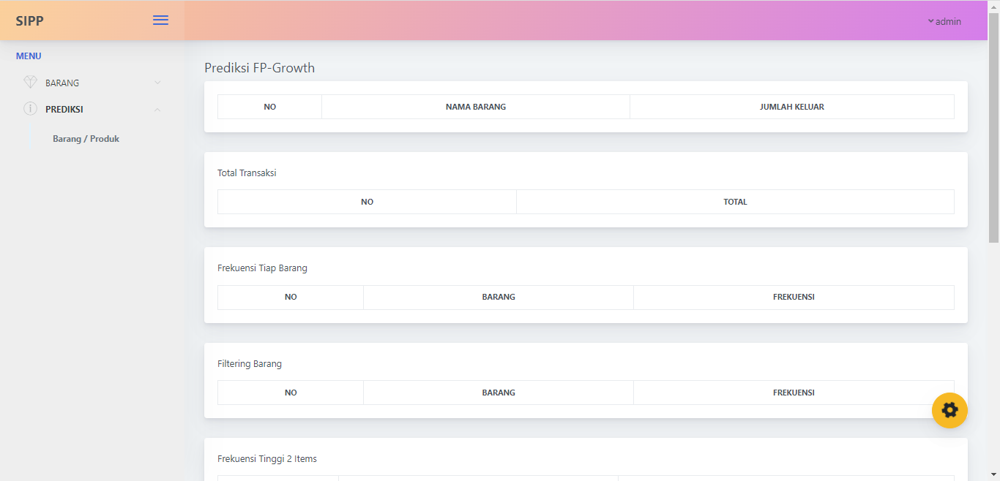 SIPP
admin
MENU
BARANG
PREDIKSI
Barang / Produk
Prediksi FP-Growth
NO NAMA BARANG JUMLAH KELUAR
Total Transaksi
NO TOTAL
Frekuensi Tiap Barang
NO BARANG FREKUENSI
Filtering Barang
NO BARANG FREKUENSI
Frekuensi Tinggi 2 Items